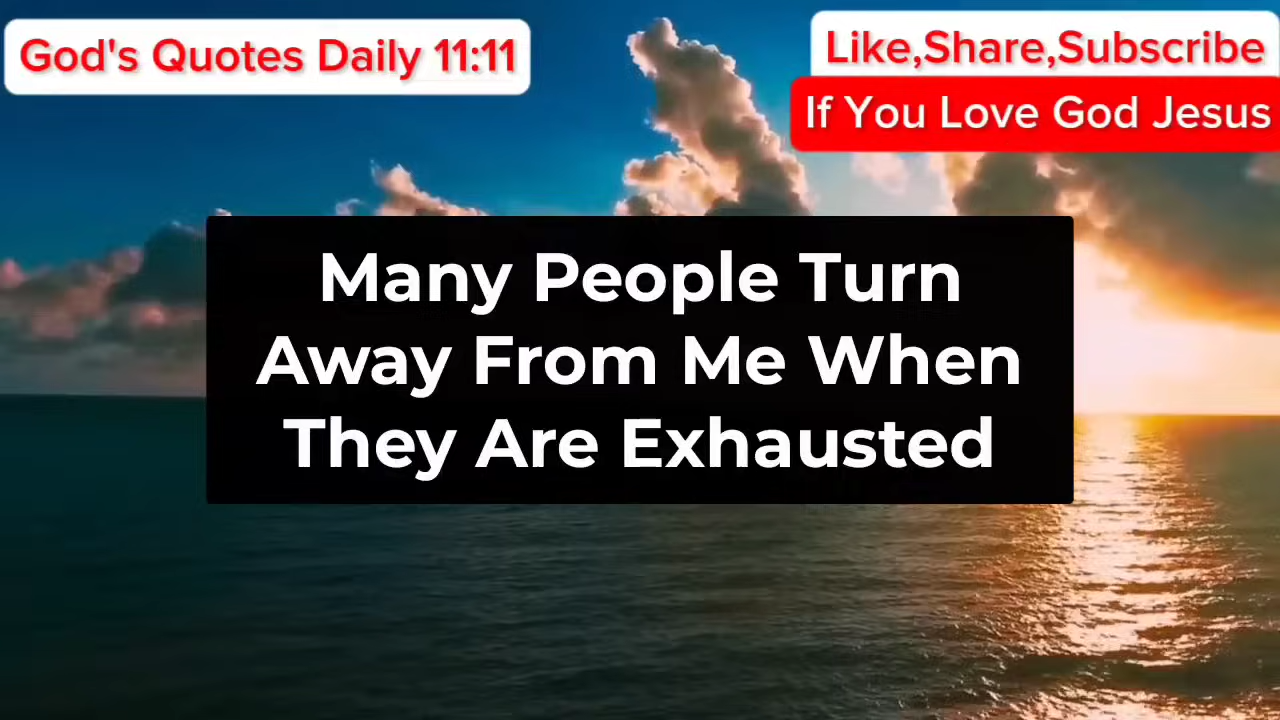 God's Quotes Daily 11:11
Like,Share,Subscribe
If You Love God Jesus
Many People Turn
Away From Me When
They Are Exhausted